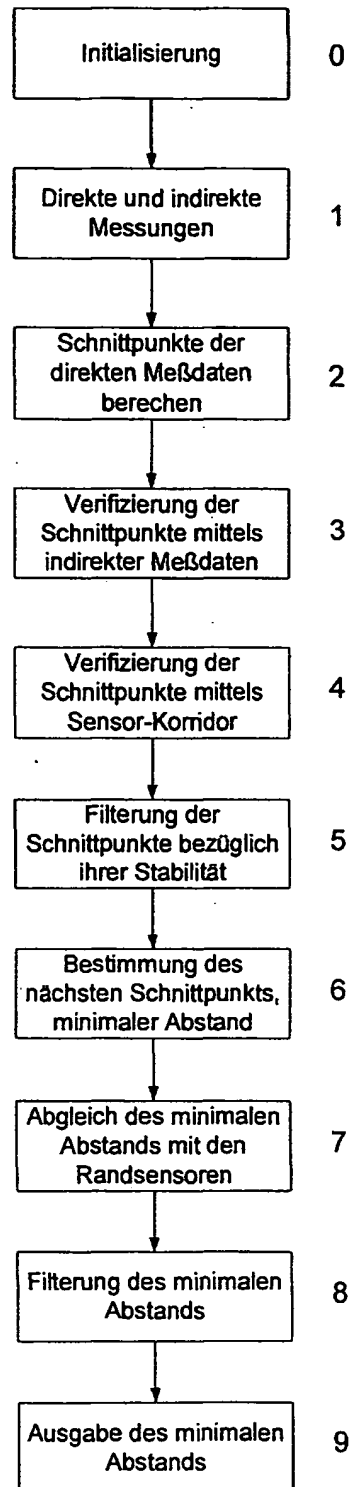 Initialisierung
0
Direkte und indirekte
Messungen
1
Schnittpunkte der
direkten Meßdaten
berechen
2
Verifizierung der
Schnittpunkte mittels
indirekter Meßdaten
3
Verifizierung der
Schnittpunkte mittels
Sensor-Korridor
4
Filterung der
Schnittpunkte bezüglich
ihrer Stabilität
5
Bestimmung des
nächsten Schnittpunkts,
minimaler Abstand
6
Abgleich des minimalen
Abstands mit den
Randsensoren
7
Filterung des minimalen
Abstands
8
Ausgabe des minimalen
Abstands
9